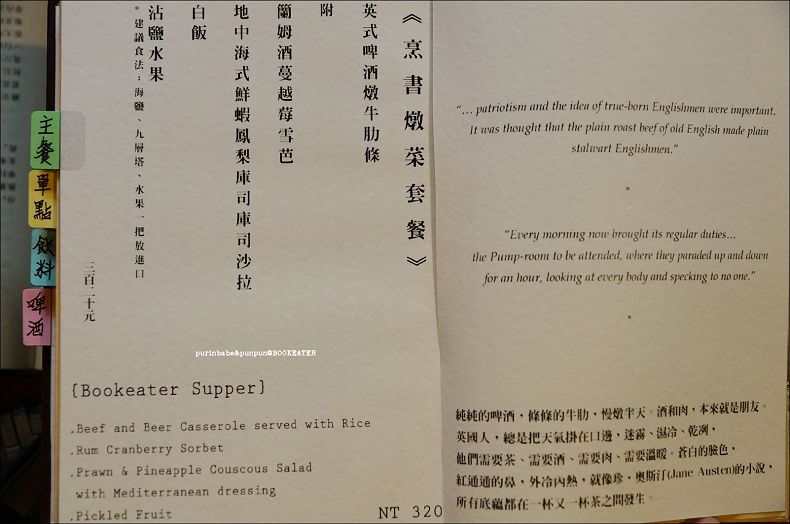 《烹書燉菜套餐》
英式啤酒燉牛肋條
附
蘭姆酒蔓越莓雪芭
地中海式鮮蝦鳳梨庫司庫司沙拉
白飯
沾鹽水果
*建議食法：海鹽、九層塔、水果一把放進口
三百二十元
主餐
單點
飲料
啤酒
purinbabe&punpun@BOOKEATER
{Bookeater Supper}
.Beef and Beer Casserole served with Rice
.Rum Cranberry Sorbet
.Prawn & Pineapple Couscous Salad
with Mediterranean dressing
.Pickled Fruit
NT 320
"... patriotism and the idea of true-born Englishmen were important.
It was thought that the plain roast beef of old English made plain
stalwart Englishmen."
*
"Every morning now brought its regular duties...
the Pump-room to be attended, where they paraded up and down
for an hour, looking at every body and specking to no one."
*
純純的啤酒，條條的牛肋，慢燉半天。酒和肉，本來就是朋友。
英國人，總是把天氣掛在口邊，迷霧、濕冷、乾冽，
他們需要茶、需要酒、需要肉、需要溫暖。蒼白的臉色，
紅通通的鼻，外冷內熱，就像珍．奧斯汀(Jane Austen)的小說，
所有底蘊都在一杯又一杯茶之間發生。